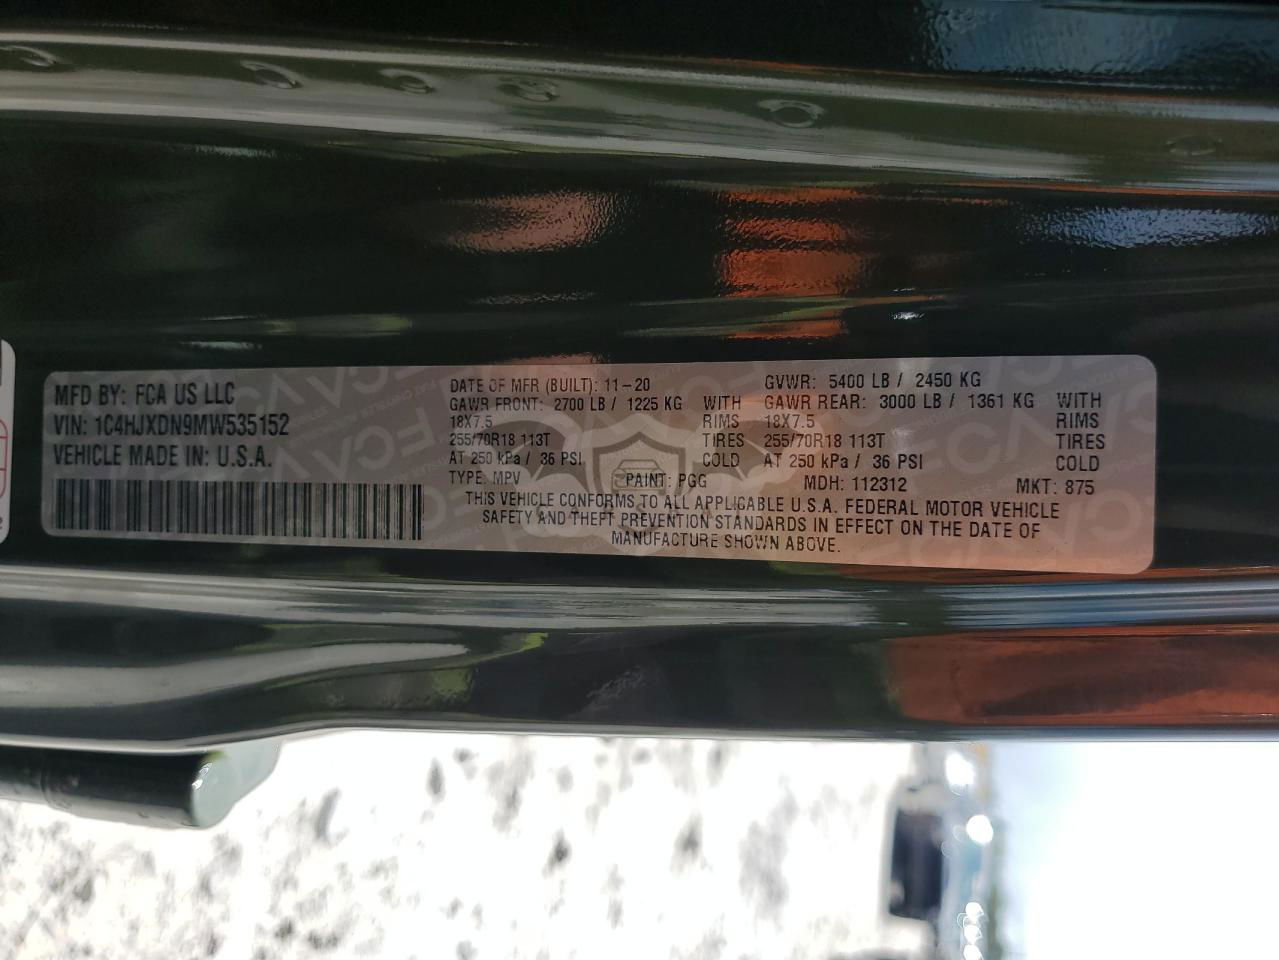 MFD BY: FCA US LLC
VIN: 1C4HJXDN9MW535152
VEHICLE MADE IN: U.S.A.
DATE OF MFR (BUILT): 11-20 GVWR: 5400 LB / 2450 KG
GAWR FRONT: 2700 LB / 1225 KG WITH GAWR REAR: 3000 LB / 1361 KG WITH
18X7.5 RIMS 18X7.5 RIMS
255/70R18 113T TIRES 255/70R18 113T TIRES
AT 250 kPa / 36 PSI COLD AT 250 kPa / 36 PSI COLD
TYPE: MPV PAINT: PGG MDH: 112312 MKT: 875
THIS VEHICLE CONFORMS TO ALL APPLICABLE U.S.A. FEDERAL MOTOR VEHICLE
SAFETY AND THEFT PREVENTION STANDARDS IN EFFECT ON THE DATE OF
MANUFACTURE SHOWN ABOVE.